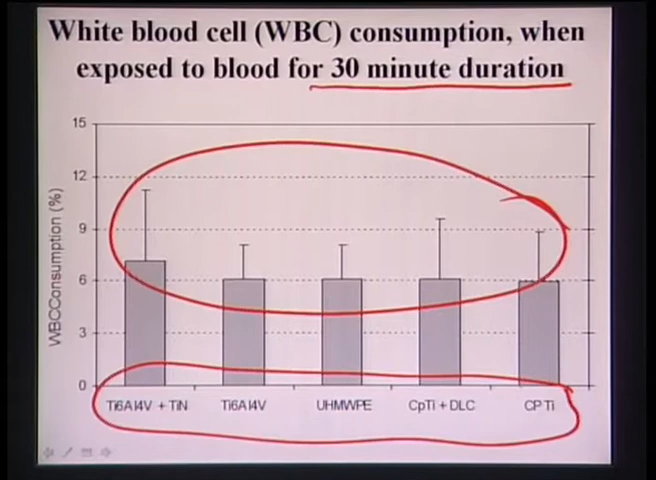 White blood cell (WBC) consumption, when
exposed to blood for 30 minute duration
15
12
9
6
3
0
WBCConsumption (%)
Ti6Al4V + TiN
Ti6Al4V
UHMWPE
CpTi + DLC
CP Ti